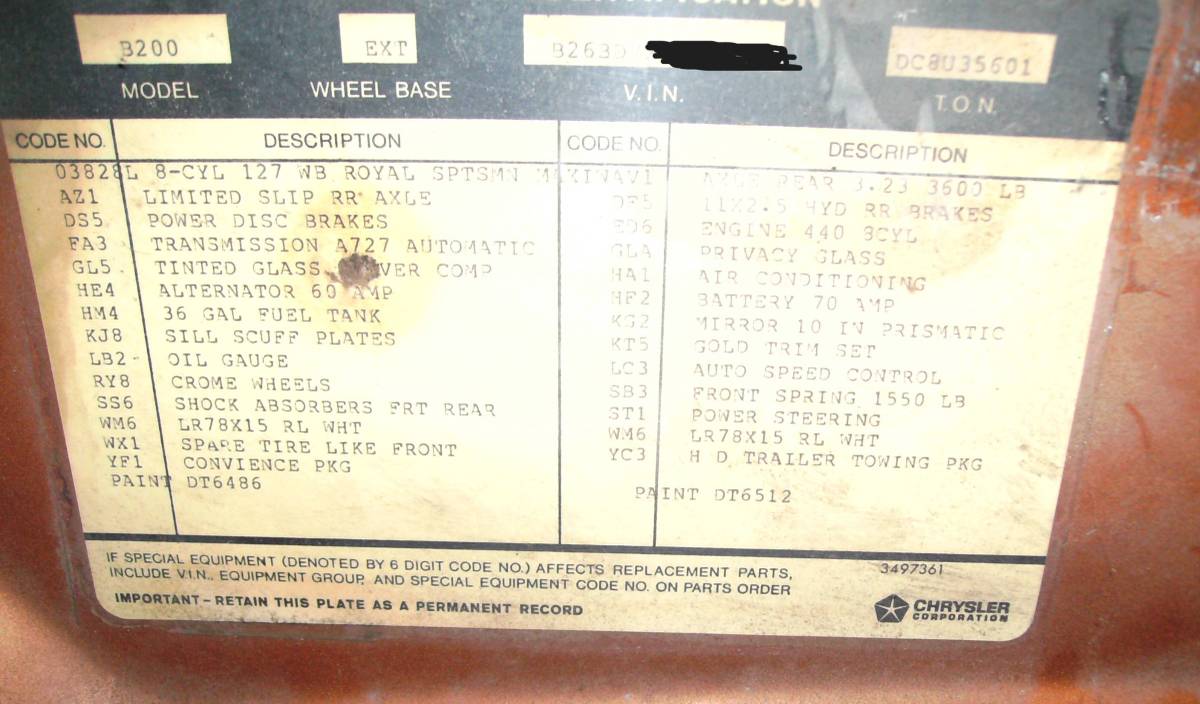 B200 EXT DC8U35601
MODEL WHEEL BASE V.I.N. T.O.N.
CODE NO. DESCRIPTION CODE NO. DESCRIPTION
03828L 8-CYL 127 WB ROYAL SPTSMN AXLE REAR 3.23 3600 LB
AZ1 LIMITED SLIP RR AXLE
DS5 POWER DISC BRAKES
FA3 TRANSMISSION A727 AUTOMATIC
GL5 TINTED GLASS COMP
HE4 ALTERNATOR 60 AMP
HM4 36 GAL FUEL TANK
KJ8 SILL SCUFF PLATES
LB2 OIL GAUGE
RY8 CROME WHEELS
SS6 SHOCK ABSORBERS FRT REAR
WM6 LR78X15 RL WHT
WX1 SPARE TIRE LIKE FRONT
YF1 CONVIENCE PKG
PAINT DT6486
11X2.5 HYD RR BRAKES
ED6 ENGINE 440 8CYL
GLA PRIVACY GLASS
HA1 AIR CONDITIONING
HF2 BATTERY 70 AMP
KG2 MIRROR 10 IN PRISMATIC
KT5 GOLD TRIM SET
LC3 AUTO SPEED CONTROL
SB3 FRONT SPRING 1550 LB
ST1 POWER STEERING
WM6 LR78X15 RL WHT
YC3 H D TRAILER TOWING PKG
PAINT DT6512
IF SPECIAL EQUIPMENT (DENOTED BY 6 DIGIT CODE NO.) AFFECTS REPLACEMENT PARTS,
INCLUDE V.I.N., EQUIPMENT GROUP, AND SPECIAL EQUIPMENT CODE NO. ON PARTS ORDER
IMPORTANT-RETAIN THIS PLATE AS A PERMANENT RECORD
3497361
CHRYSLER
CORPORATION